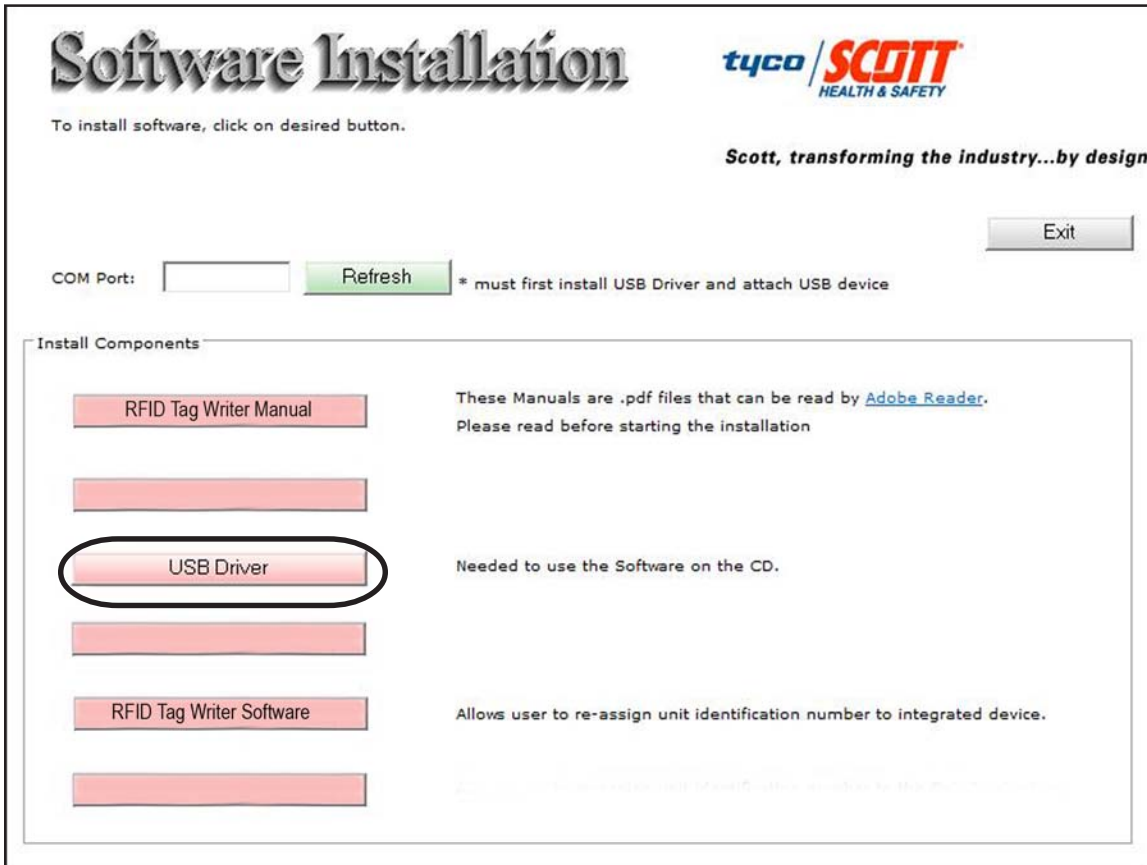 Software Installation
tyco SCOTT
HEALTH & SAFETY
To install software, click on desired button.
Scott, transforming the industry...by design
Exit
COM Port:
Refresh
* must first install USB Driver and attach USB device
Install Components
RFID Tag Writer Manual
These Manuals are .pdf files that can be read by Adobe Reader.
Please read before starting the installation
USB Driver
Needed to use the Software on the CD.
RFID Tag Writer Software
Allows user to re-assign unit identification number to integrated device.